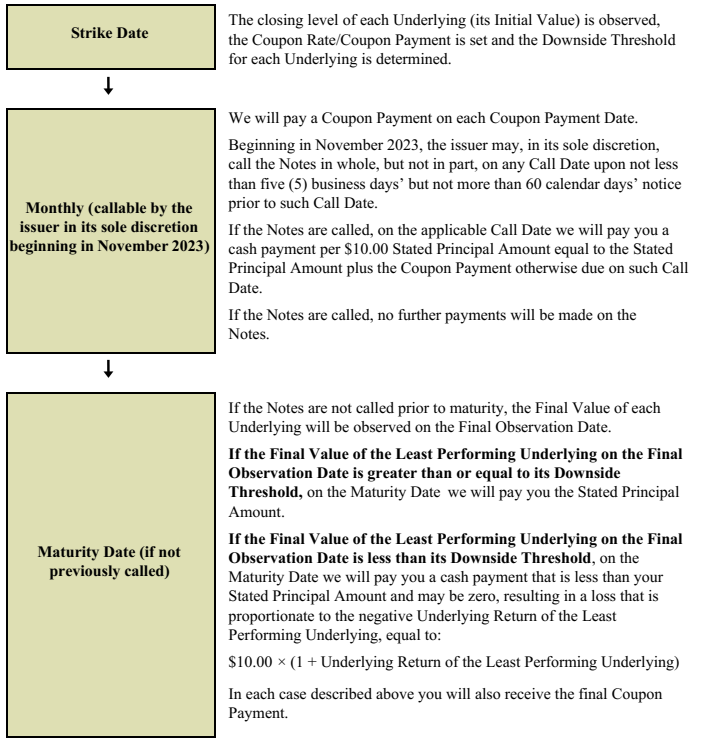 Strike Date
The closing level of each Underlying (its Initial Value) is observed,
the Coupon Rate/Coupon Payment is set and the Downside Threshold
for each Underlying is determined.
Monthly (callable by the
issuer in its sole discretion
beginning in November 2023)
We will pay a Coupon Payment on each Coupon Payment Date.
Beginning in November 2023, the issuer may, in its sole discretion,
call the Notes in whole, but not in part, on any Call Date upon not less
than five (5) business days’ but not more than 60 calendar days’ notice
prior to such Call Date.
If the Notes are called, on the applicable Call Date we will pay you a
cash payment per $10.00 Stated Principal Amount equal to the Stated
Principal Amount plus the Coupon Payment otherwise due on such Call
Date.
If the Notes are called, no further payments will be made on the
Notes.
Maturity Date (if not
previously called)
If the Notes are not called prior to maturity, the Final Value of each
Underlying will be observed on the Final Observation Date.
If the Final Value of the Least Performing Underlying on the Final
Observation Date is greater than or equal to its Downside
Threshold, on the Maturity Date we will pay you the Stated Principal
Amount.
If the Final Value of the Least Performing Underlying on the Final
Observation Date is less than its Downside Threshold, on the
Maturity Date we will pay you a cash payment that is less than your
Stated Principal Amount and may be zero, resulting in a loss that is
proportionate to the negative Underlying Return of the Least
Performing Underlying, equal to:
$10.00 × (1 + Underlying Return of the Least Performing Underlying)
In each case described above you will also receive the final Coupon
Payment.